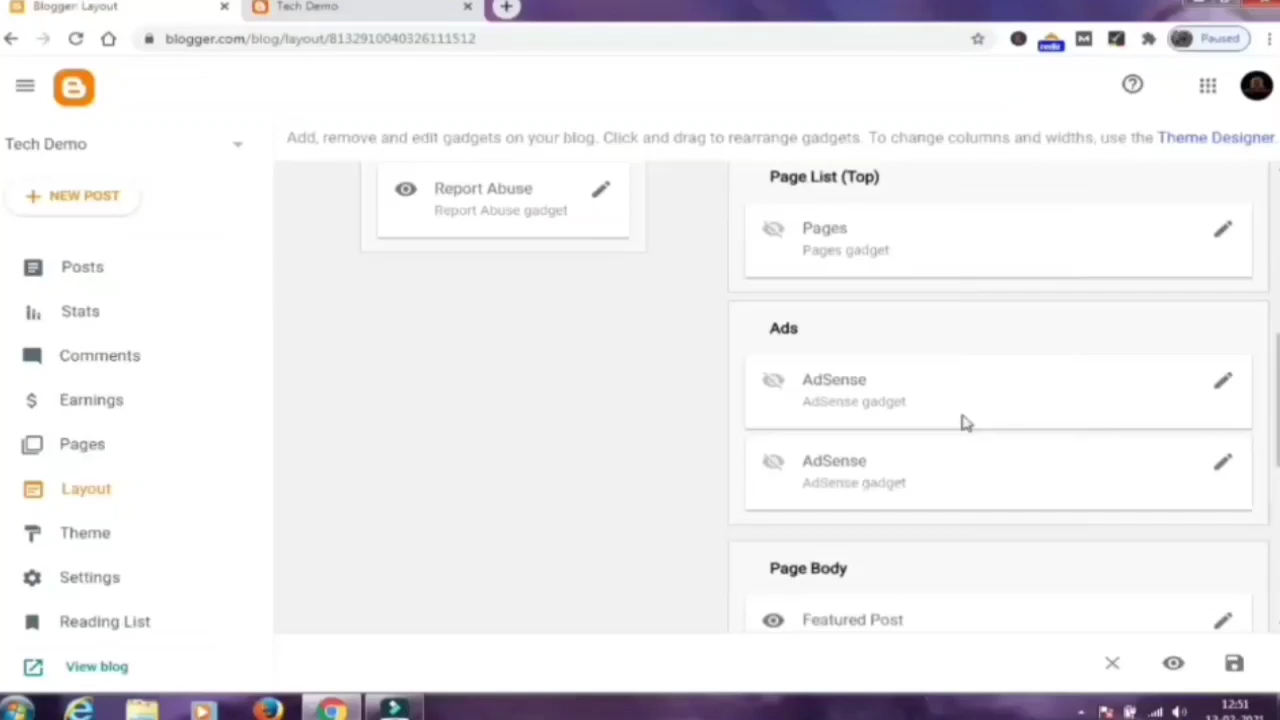 Blogger: Layout
Tech Demo
blogger.com/blog/layout/8132910040326111512
Paused
Tech Demo
Add, remove and edit gadgets on your blog. Click and drag to rearrange gadgets. To change columns and widths, use the Theme Designer.
NEW POST
Posts
Stats
Comments
Earnings
Pages
Layout
Theme
Settings
Reading List
View blog
Report Abuse
Report Abuse gadget
Page List (Top)
Pages
Pages gadget
Ads
AdSense
AdSense gadget
AdSense
AdSense gadget
Page Body
Featured Post
12:51